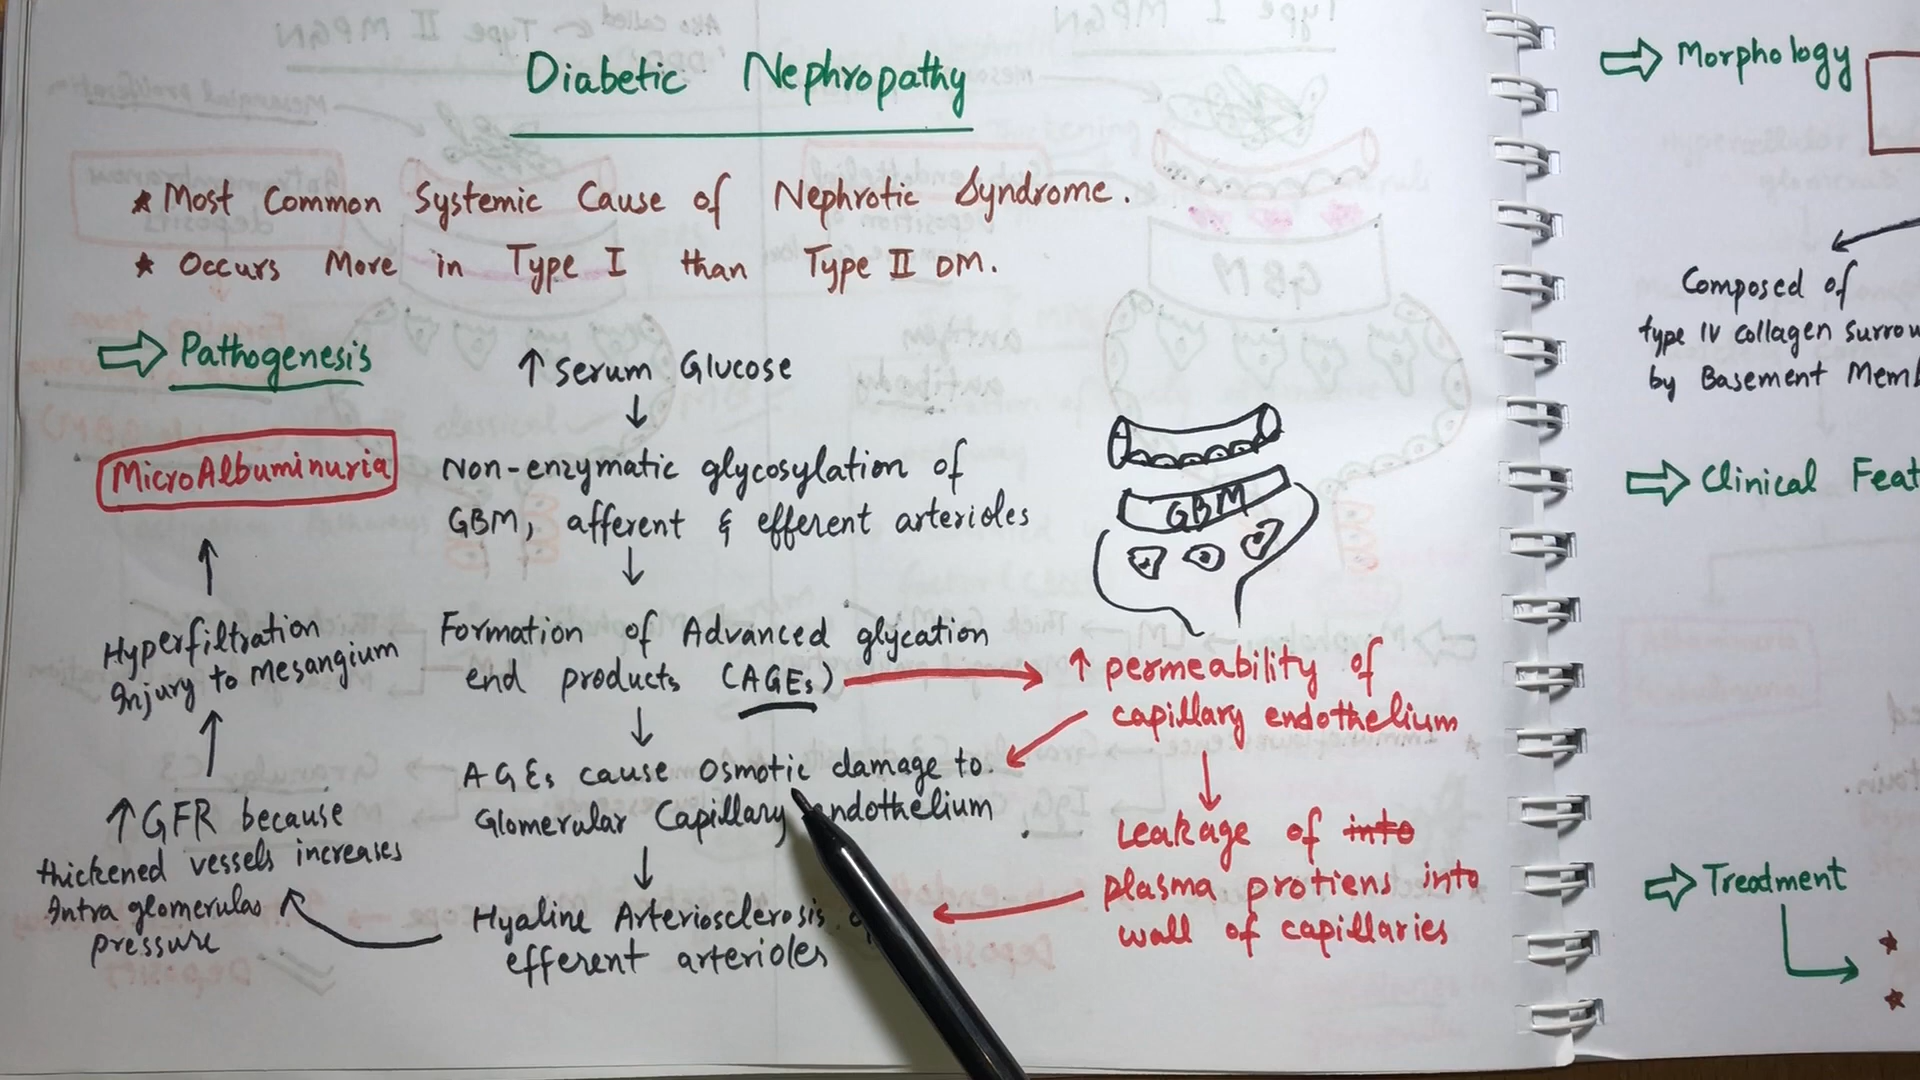 Diabetic Nephropathy
★ Most Common Systemic Cause of Nephrotic Syndrome.
★ Occurs More in Type I than Type II DM.
⇨ Pathogenesis
↑ serum Glucose
↓
Non-enzymatic glycosylation of
GBM, afferent & efferent arterioles
↓
Formation of Advanced glycation
end products (AGEs)
↓
AGEs cause Osmotic damage to
Glomerular Capillary endothelium
↓
Hyaline Arteriosclerosis
efferent arterioles
↑ GFR because
thickened vessels increases
Intra glomerular
pressure
↑
Hyperfiltration
Injury to Mesangium
↑
MicroAlbuminuria
GBM
↑ permeability of
capillary endothelium
↓
Leakage of into
plasma protiens into
wall of capillaries
⇨ Morphology
Composed of
type IV collagen
by Basement
⇨ Clinical
⇨ Treatment
★
★